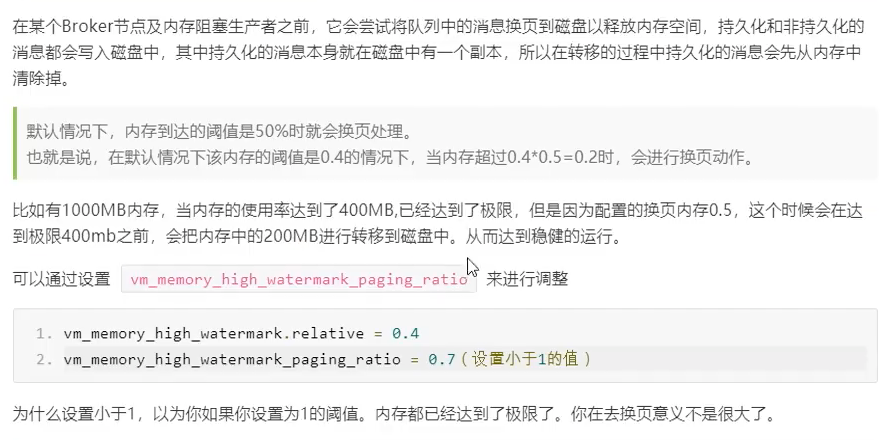 在某个Broker节点及内存阻塞生产者之前，它会尝试将队列中的消息换页到磁盘以释放内存空间，持久化和非持久化的
消息都会写入磁盘中，其中持久化的消息本身就在磁盘中有一个副本，所以在转移的过程中持久化的消息会先从内存中
清除掉。
默认情况下，内存到达的阈值是50%时就会换页处理。
也就是说，在默认情况下该内存的阈值是0.4的情况下，当内存超过0.4*0.5=0.2时，会进行换页动作。
比如有1000MB内存，当内存的使用率达到了400MB,已经达到了极限，但是因为配置的换页内存0.5，这个时候会在达
到极限400mb之前，会把内存中的200MB进行转移到磁盘中。从而达到稳健的运行。
可以通过设置 vm_memory_high_watermark_paging_ratio 来进行调整
1. vm_memory_high_watermark.relative = 0.4
2. vm_memory_high_watermark_paging_ratio = 0.7（设置小于1的值）
为什么设置小于1，以为你如果你设置为1的阈值。内存都已经达到了极限了。你在去换页意义不是很大了。